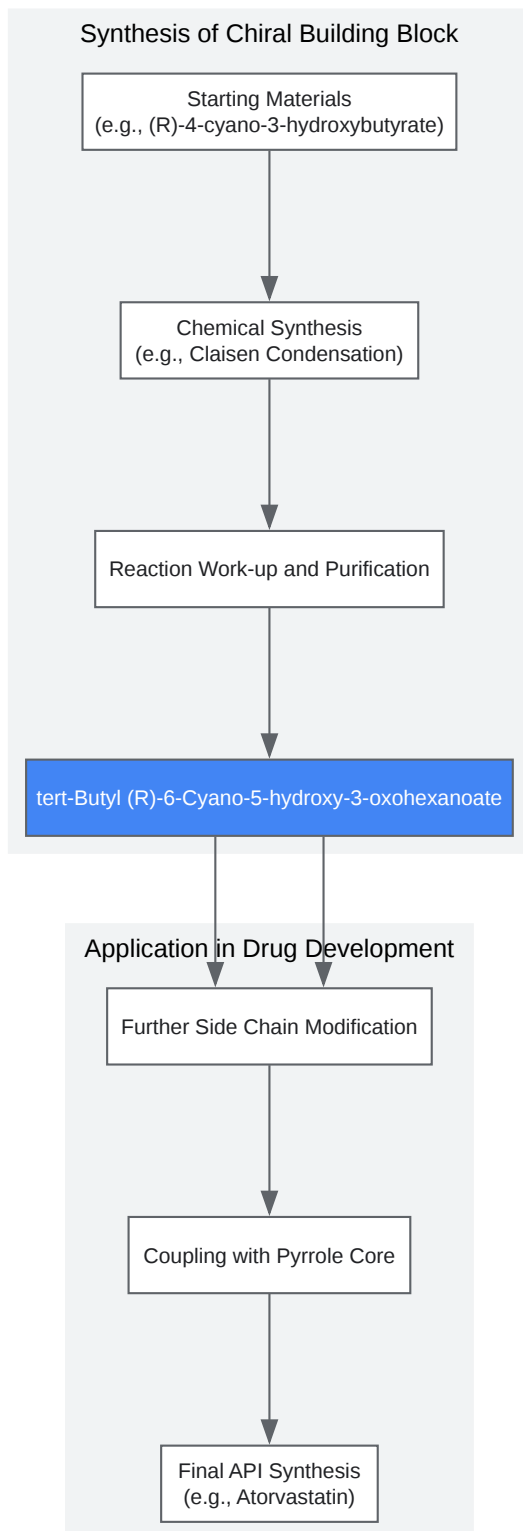 Synthesis of Chiral Building Block
Starting Materials
(e.g., (R)-4-cyano-3-hydroxybutyrate)
Chemical Synthesis
(e.g., Claisen Condensation)
Reaction Work-up and Purification
tert-Butyl (R)-6-Cyano-5-hydroxy-3-oxohexanoate
Application in Drug Development
Further Side Chain Modification
Coupling with Pyrrole Core
Final API Synthesis
(e.g., Atorvastatin)